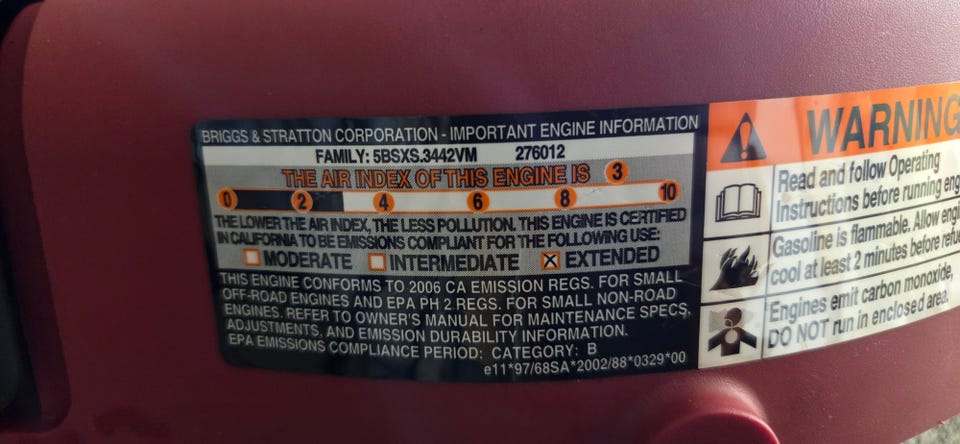 BRIGGS & STRATTON CORPORATION - IMPORTANT ENGINE INFORMATION
FAMILY: 5BSXS.3442VM 276012
THE AIR INDEX OF THIS ENGINE IS 3
0 2 4 6 8 10
THE LOWER THE AIR INDEX, THE LESS POLLUTION. THIS ENGINE IS CERTIFIED
IN CALIFORNIA TO BE EMISSIONS COMPLIANT FOR THE FOLLOWING USE:
MODERATE INTERMEDIATE X EXTENDED
THIS ENGINE CONFORMS TO 2006 CA EMISSION REGS. FOR SMALL
OFF-ROAD ENGINES AND EPA PH 2 REGS. FOR SMALL NON-ROAD
ENGINES. REFER TO OWNER'S MANUAL FOR MAINTENANCE SPECS,
ADJUSTMENTS, AND EMISSION DURABILITY INFORMATION.
EPA EMISSIONS COMPLIANCE PERIOD: CATEGORY: B
e11*97/68SA*2002/88*0329*00
WARNING
Read and follow Operating
Instructions before running
Gasoline is flammable. Allow
cool at least 2 minutes before
Engines emit carbon monoxide,
DO NOT run in enclosed area.